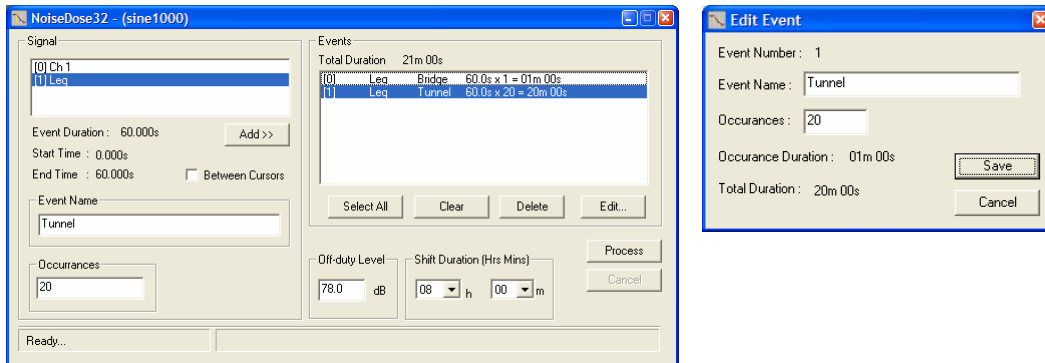 NoiseDose32 - (sine1000)
Signal
[0] Ch 1
[1] Leq
Event Duration : 60.000s
Add >>
Start Time : 0.000s
End Time : 60.000s
Between Cursors
Event Name
Tunnel
Occurrances
20
Events
Total Duration 21m 00s
[0] Leq Bridge 60.0s x 1 = 01m 00s
[1] Leq Tunnel 60.0s x 20 = 20m 00s
Select All Clear Delete Edit...
Off-duty Level
78.0 dB
Shift Duration (Hrs Mins)
08 h 00 m
Process
Cancel
Ready...
Edit Event
Event Number : 1
Event Name : Tunnel
Occurances : 20
Occurance Duration : 01m 00s
Save
Total Duration : 20m 00s
Cancel